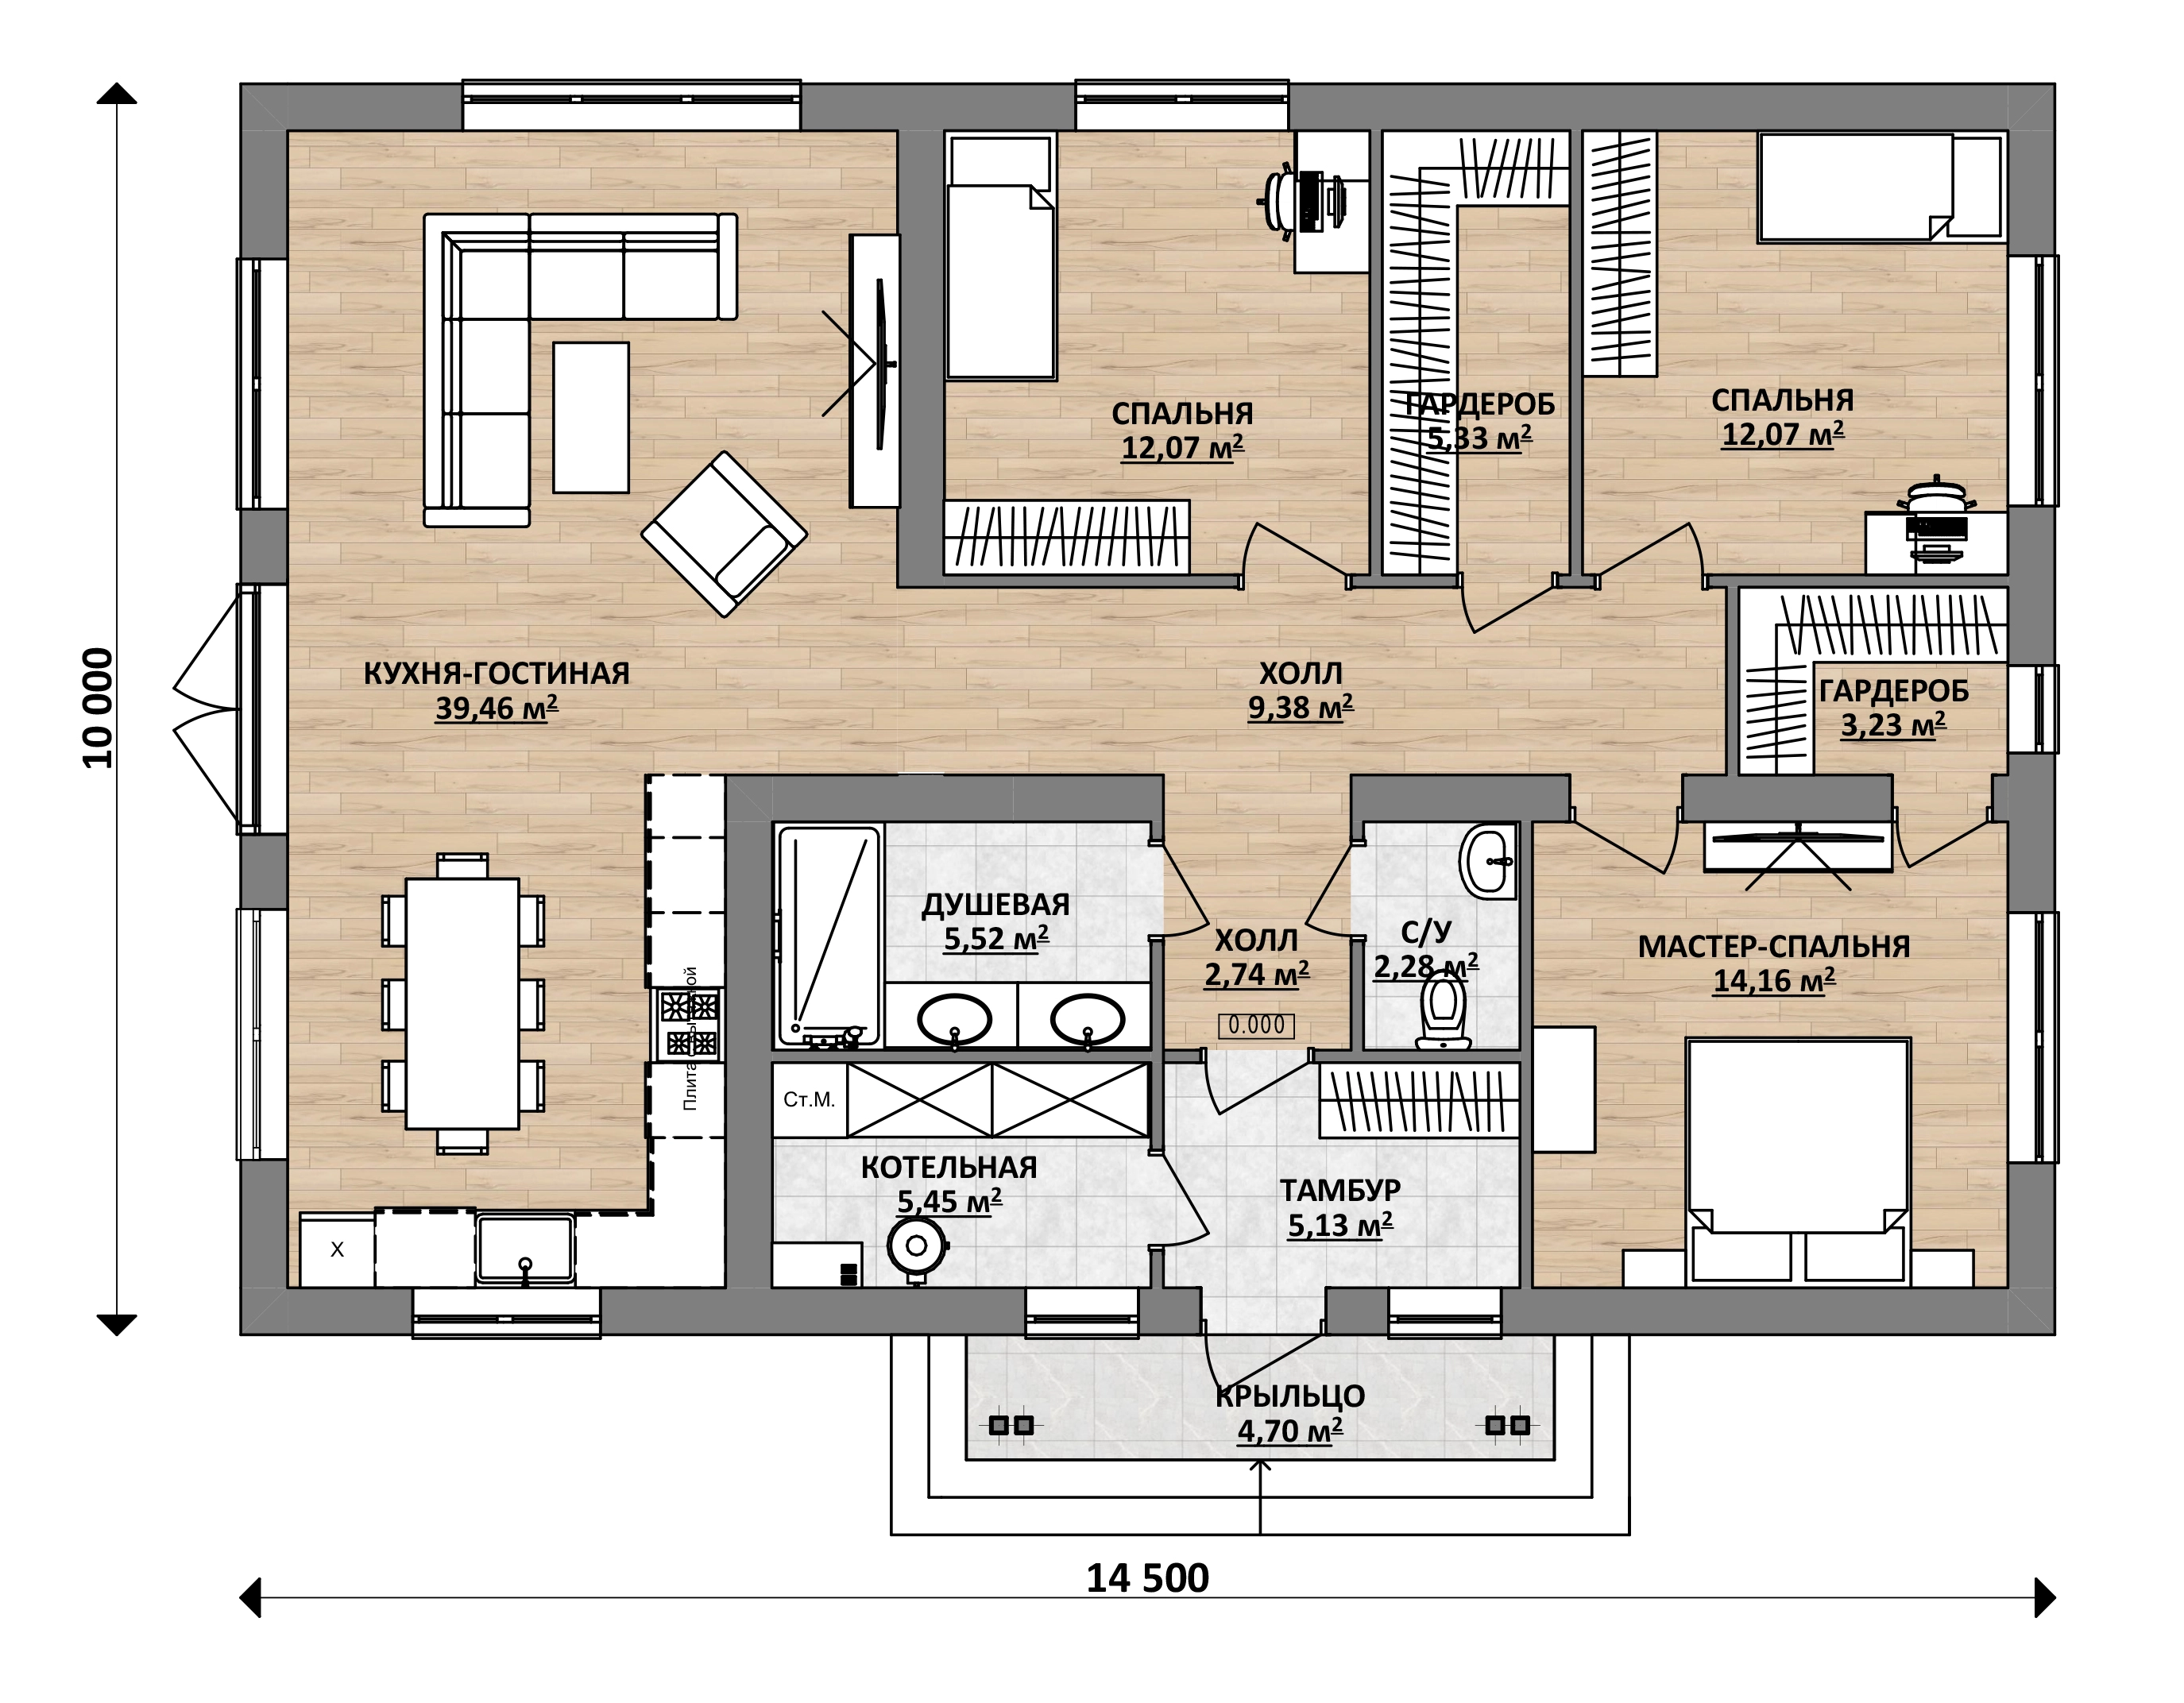 СПАЛЬНЯ
12,07 м²
ГАРДЕРОБ
5,33 м²
СПАЛЬНЯ
12,07 м²
10 000
КУХНЯ-ГОСТИНАЯ
39,46 м²
ХОЛЛ
9,38 м²
ГАРДЕРОБ
3,23 м²
ДУШЕВАЯ
5,52 м²
ХОЛЛ
2,74 м²
0.000
С/У
2,28 м²
МАСТЕР-СПАЛЬНЯ
14,16 м²
Плита
Ст.М.
КОТЕЛЬНАЯ
5,45 м²
ТАМБУР
5,13 м²
X
КРЫЛЬЦО
4,70 м²
14 500